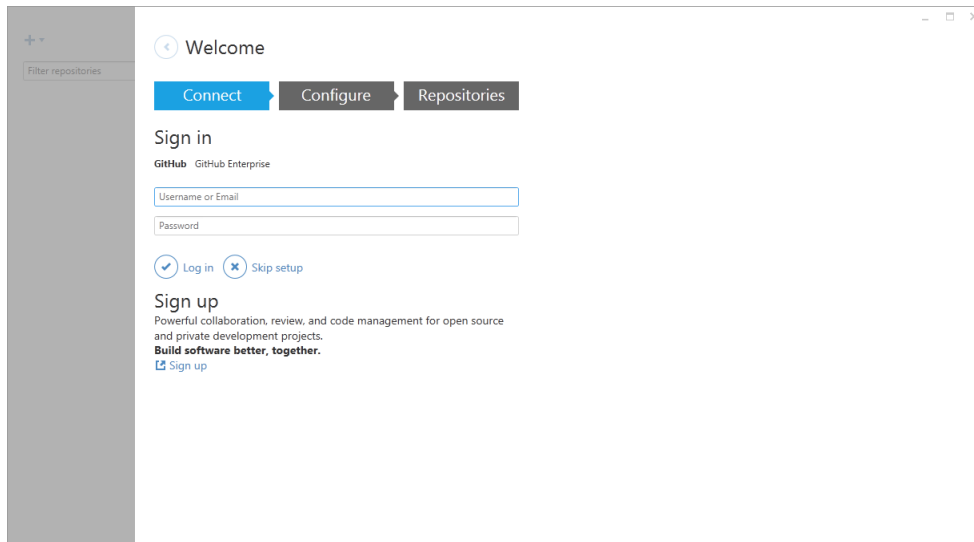 Filter repositories
Welcome
Connect Configure Repositories
Sign in
GitHub GitHub Enterprise
Username or Email
Password
Log in Skip setup
Sign up
Powerful collaboration, review, and code management for open source
and private development projects.
Build software better, together.
Sign up